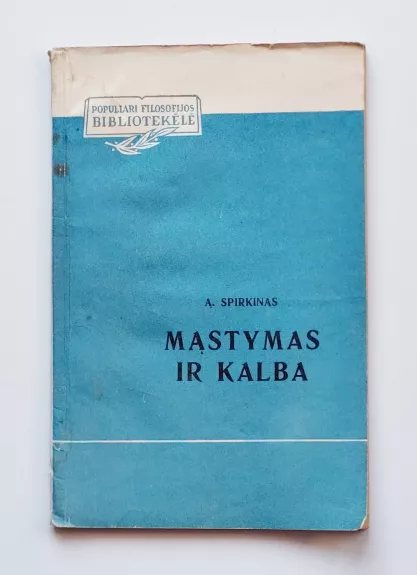 POPULIARI FILOSOFIJOS
BIBLIOTEKĖLĖ
A. SPIRKINAS
MĄSTYMAS
IR KALBA